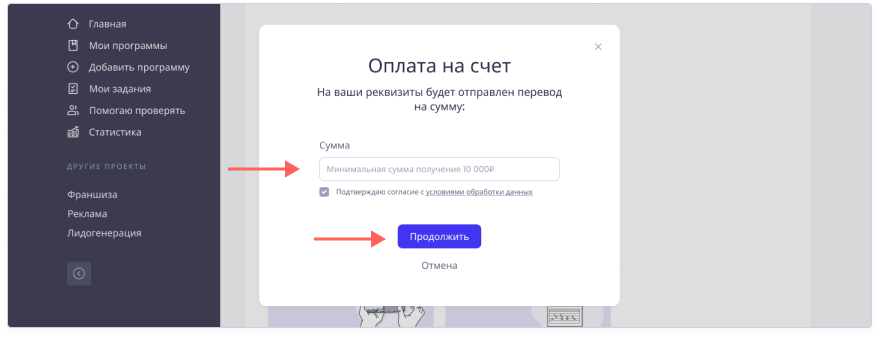 Главная
Мои программы
Добавить программу
Мои задания
Помогаю проверять
Статистика
ДРУГИЕ ПРОЕКТЫ
Франшиза
Реклама
Лидогенерация
Оплата на счет
На ваши реквизиты будет отправлен перевод
на сумму:
Сумма
Минимальная сумма получения 10 000₽
Подтверждаю согласие с условиями обработки данных
Продолжить
Отмена